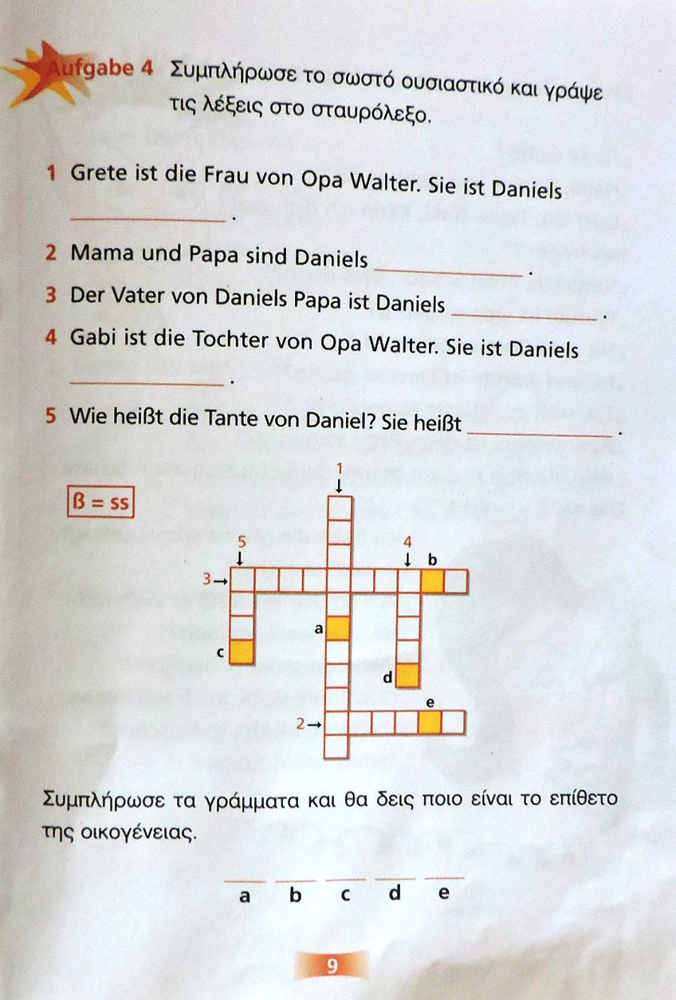 Aufgabe 4 Συμπλήρωσε το σωστό ουσιαστικό και γράψε
τις λέξεις στο σταυρόλεξο.
1 Grete ist die Frau von Opa Walter. Sie ist Daniels
.
2 Mama und Papa sind Daniels .
3 Der Vater von Daniels Papa ist Daniels .
4 Gabi ist die Tochter von Opa Walter. Sie ist Daniels
.
5 Wie heißt die Tante von Daniel? Sie heißt .
1
ß = ss
5 4 b
3
a
c
d
e
2
Συμπλήρωσε τα γράμματα και θα δεις ποιο είναι το επίθετο
της οικογένειας.
a b c d e
9